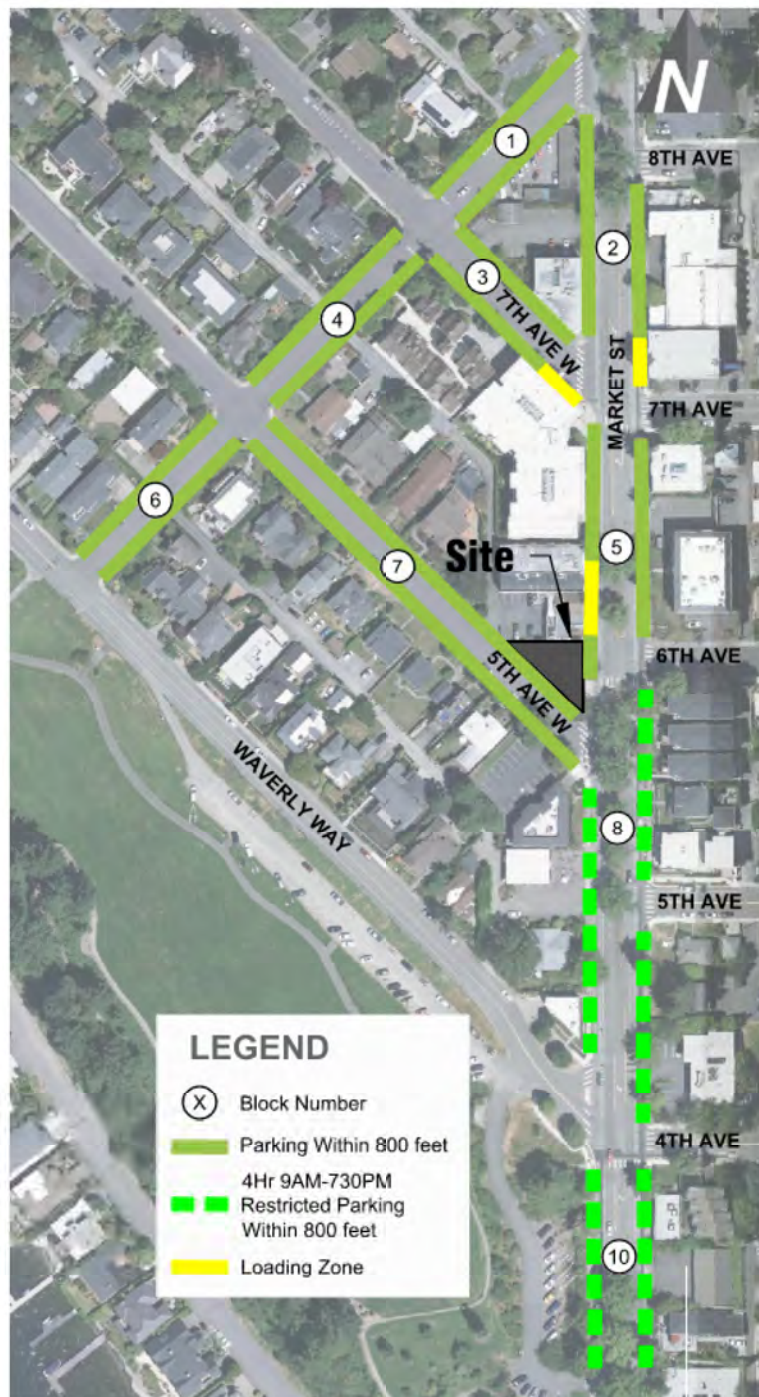 N
1
8TH AVE
2
3
7TH AVE W
4
MARKET ST
7TH AVE
6
5
7
Site
6TH AVE
5TH AVE W
WAVERLY WAY
8
5TH AVE
LEGEND
X Block Number
Parking Within 800 feet
4Hr 9AM-730PM
Restricted Parking
Within 800 feet
Loading Zone
4TH AVE
10